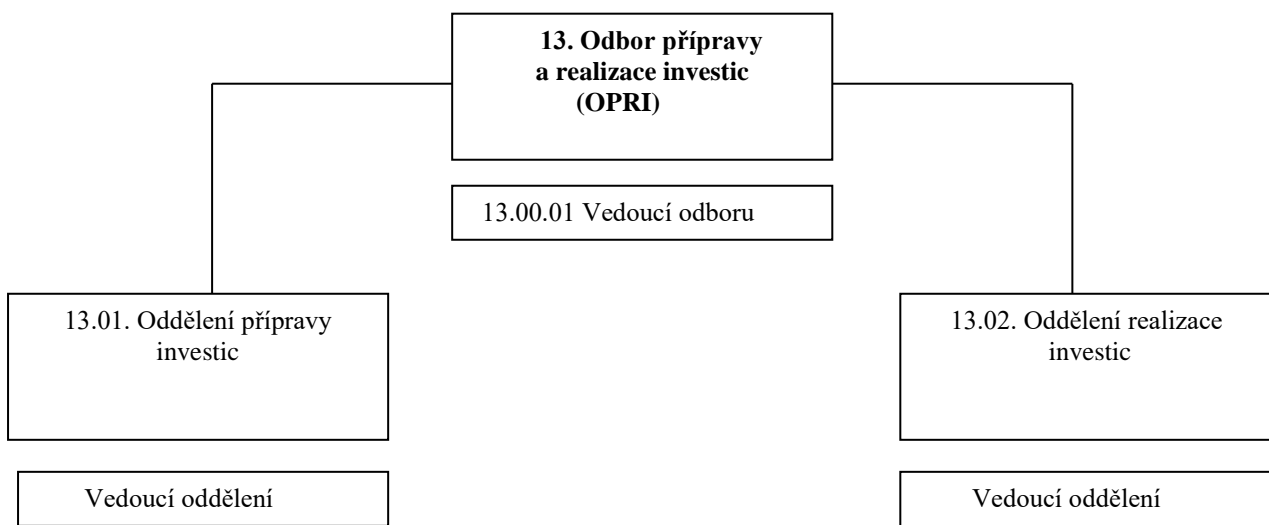 13. Odbor přípravy
a realizace investic
(OPRI)
13.00.01 Vedoucí odboru
13.01. Oddělení přípravy
investic
13.02. Oddělení realizace
investic
Vedoucí oddělení
Vedoucí oddělení